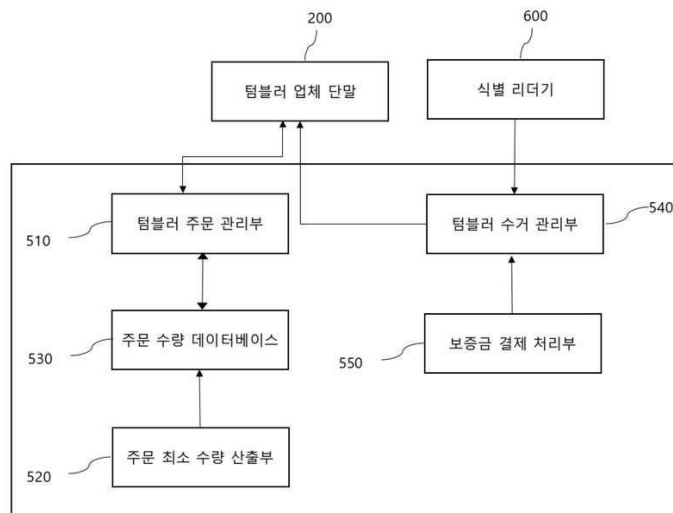 200
600
텀블러 업체 단말
식별 리더기
텀블러 주문 관리부
텀블러 수거 관리부
540
510
주문 수량 데이터베이스
보증금 결제 처리부
530
550
주문 최소 수량 산출부
520